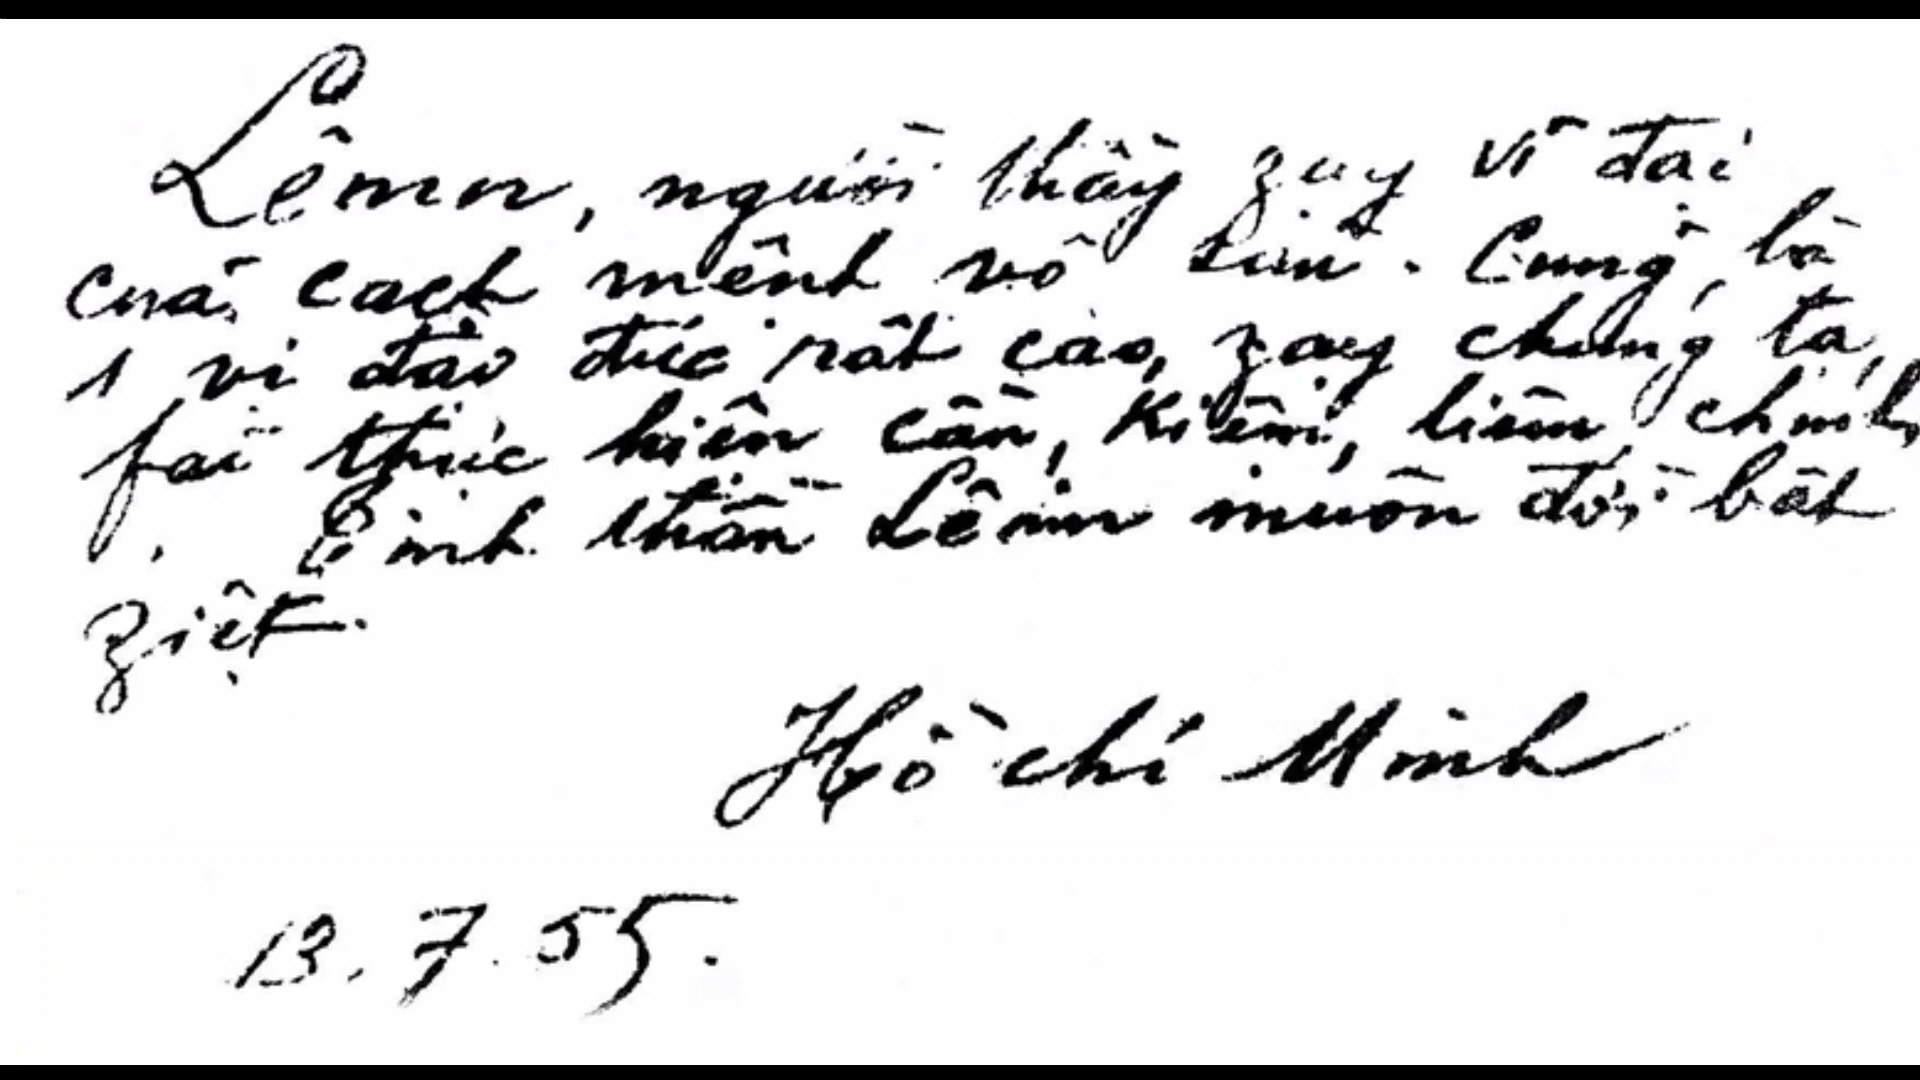 Lênin, người thầy zuy vĩ đại
của cách mệnh vô sản. Cũng là
1 vị đạo đức rất cao, zạy chúng ta
fải thực hiện cần, kiệm, liêm, chính
. Tinh thần Lênin muôn đời bất
ziệt.
Hồ chí Minh
13.7.55.